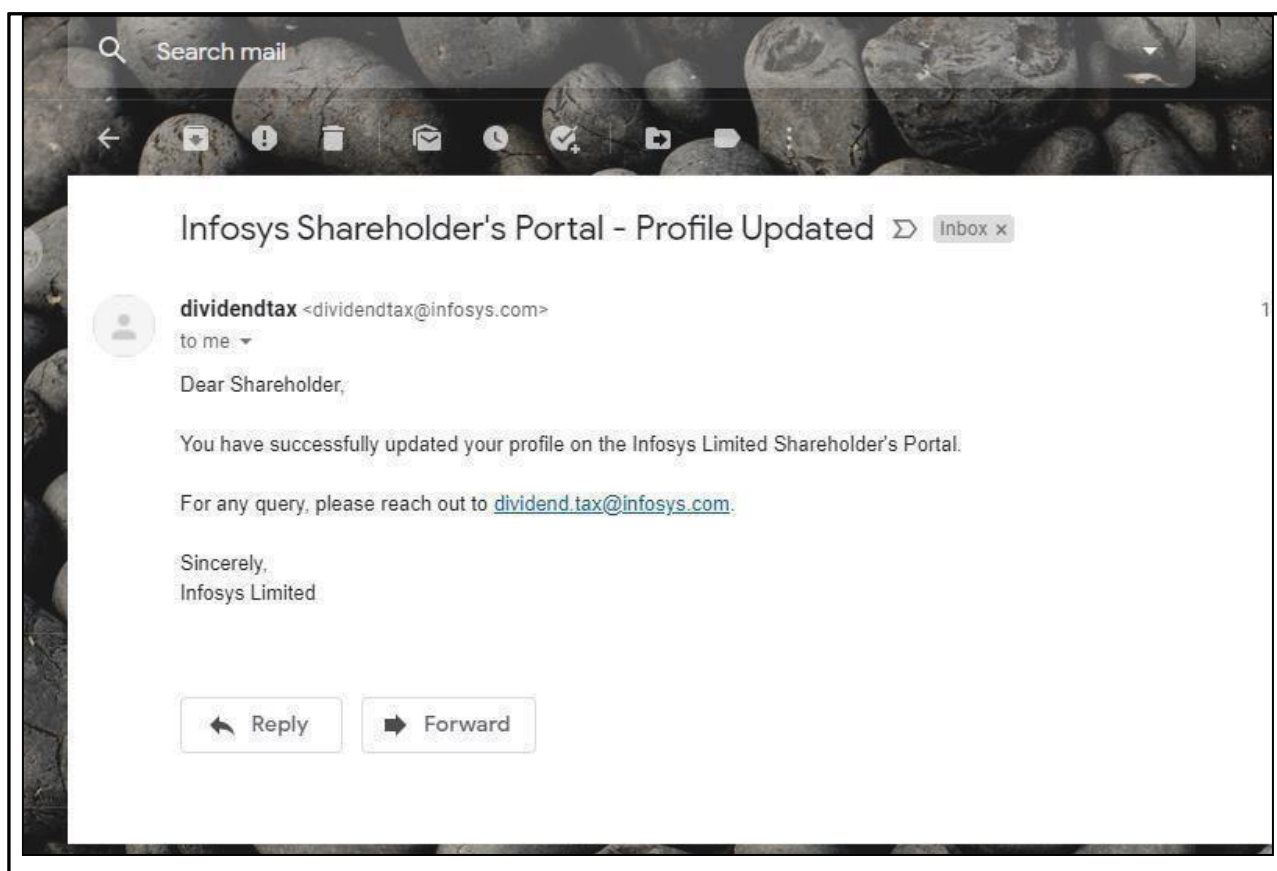 Search mail
Infosys Shareholder's Portal - Profile Updated Inbox x
dividendtax <dividendtax@infosys.com>
1
to me
Dear Shareholder,
You have successfully updated your profile on the Infosys Limited Shareholder's Portal.
For any query, please reach out to dividend.tax@infosys.com.
Sincerely,
Infosys Limited
Reply Forward